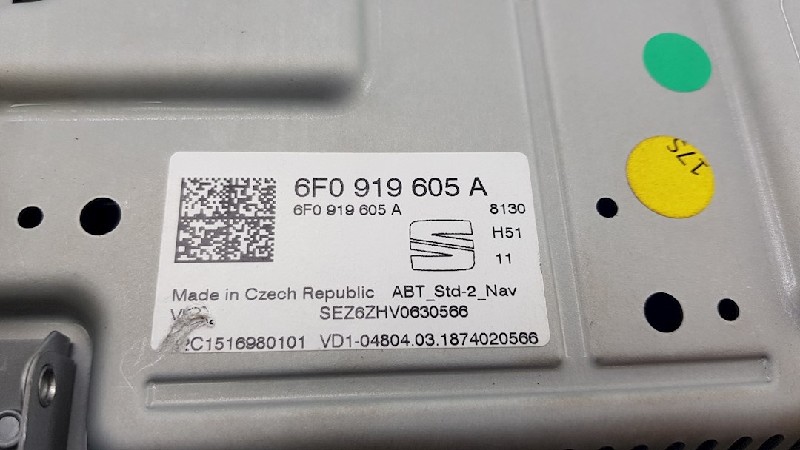 6F0 919 605 A
6F0 919 605 A 8130
H51
11
Made in Czech Republic ABT_Std-2_Nav
SEZ6ZHV0630566
VD1-04804.03.1874020566
17S